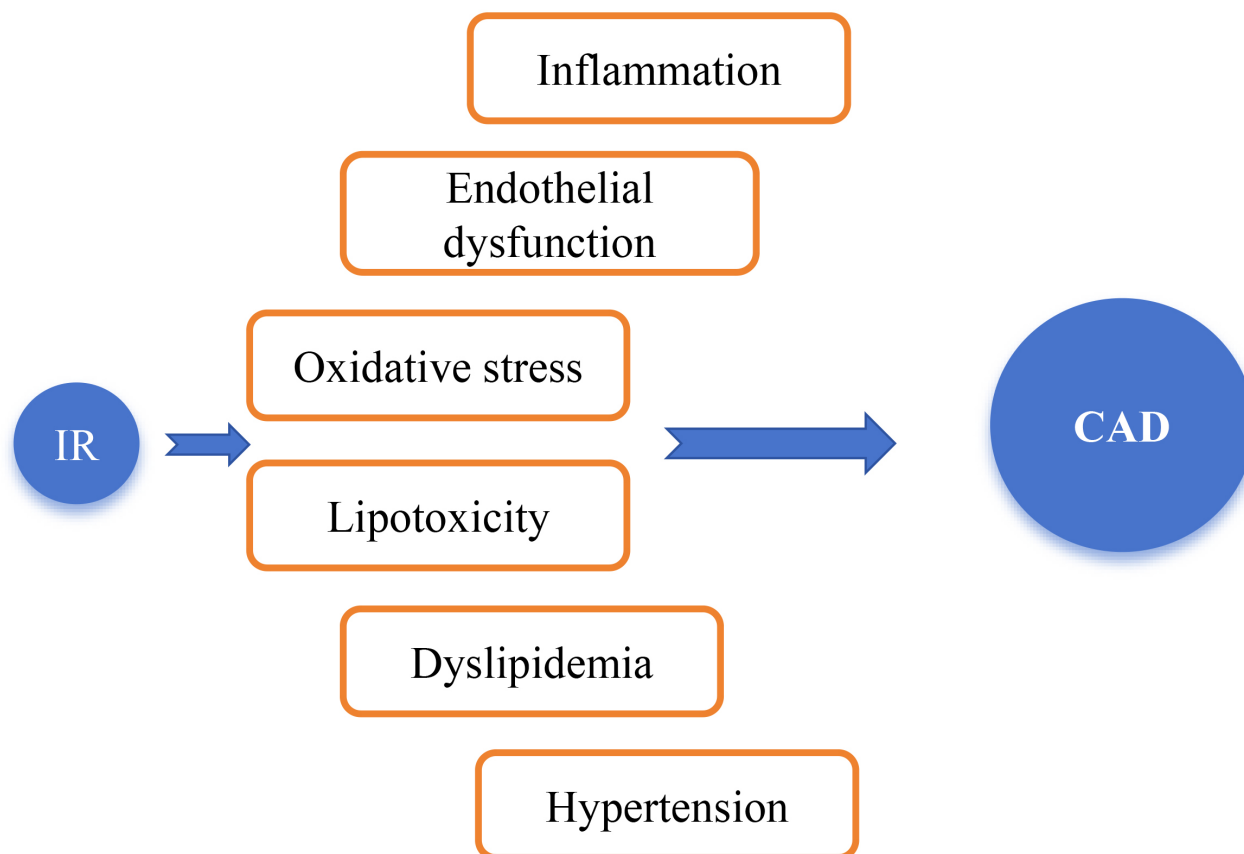 Inflammation
Endothelial
dysfunction
Oxidative stress
IR
CAD
Lipotoxicity
Dyslipidemia
Hypertension